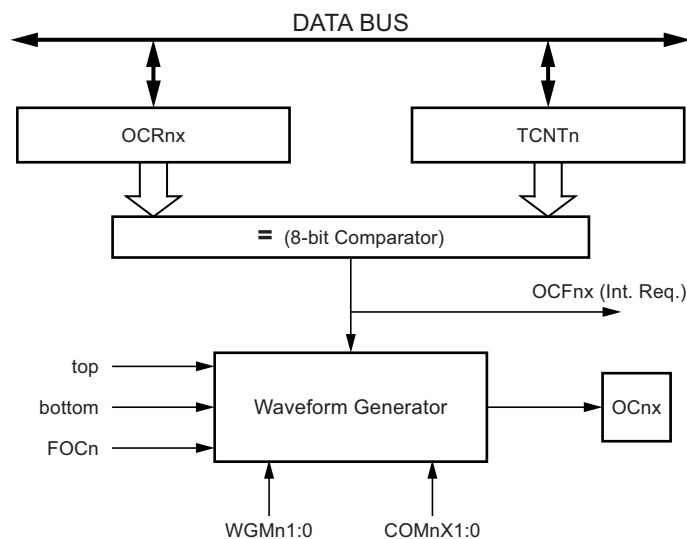 DATA BUS
OCRnx
TCNTn
= (8-bit Comparator)
OCFnx (Int. Req.)
top
bottom
FOCn
Waveform Generator
OCnx
WGMn1:0
COMnX1:0